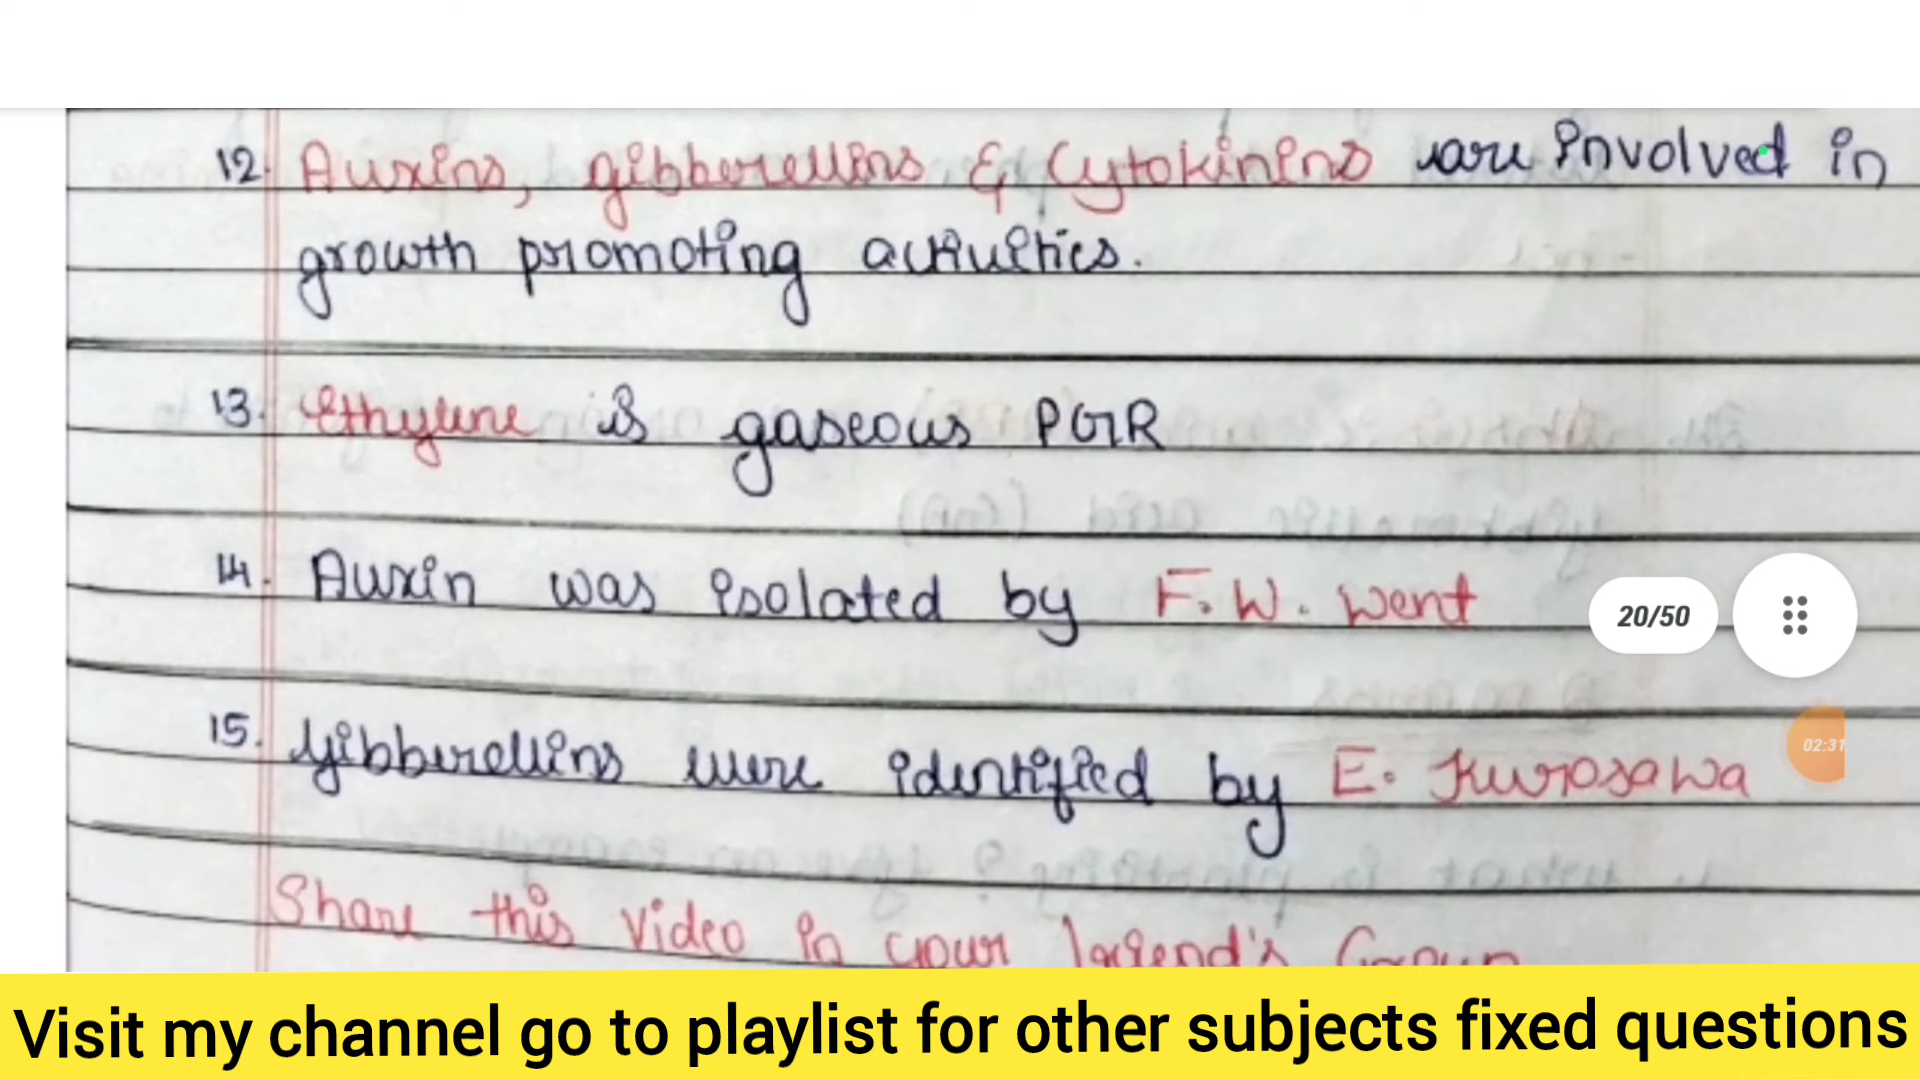 12. Auxins, gibberellins & Cytokinins are involved in
growth promoting activities.
13. Ethylene is gaseous PGR
14. Auxin was isolated by F. W. Went
20/50
15. Gibberellins were identified by E. Kurosawa
02:31
Share this video in your friend's Group
Visit my channel go to playlist for other subjects fixed questions